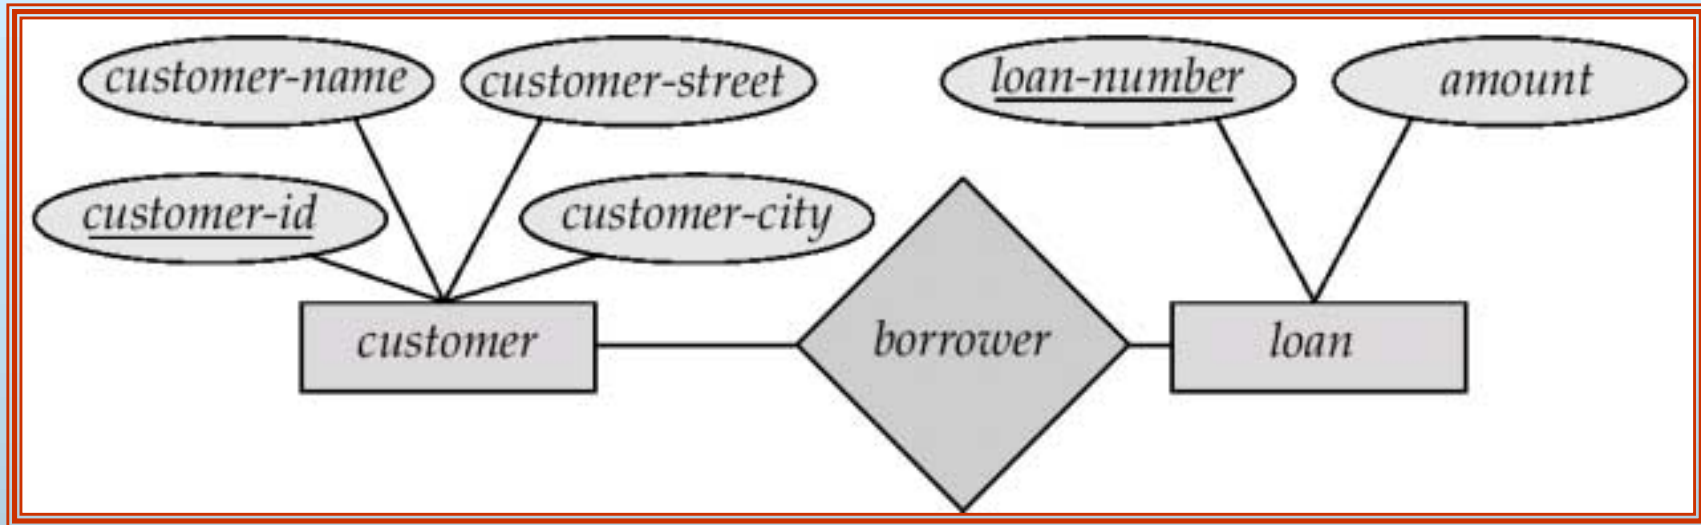 customer-name
customer-street
loan-number
amount
customer-id
customer-city
customer
borrower
loan